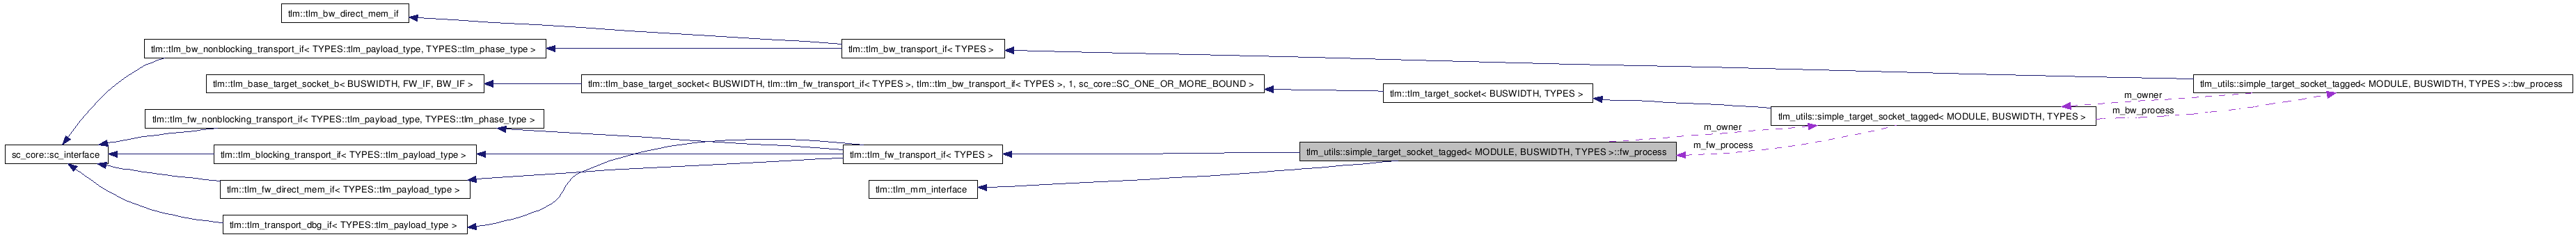 tlm::tlm_bw_direct_mem_if
tlm::tlm_bw_nonblocking_transport_if< TYPES::tlm_payload_type, TYPES::tlm_phase_type >
tlm::tlm_bw_transport_if< TYPES >
tlm::tlm_base_target_socket_b< BUSWIDTH, FW_IF, BW_IF >
tlm::tlm_base_target_socket< BUSWIDTH, tlm::tlm_fw_transport_if< TYPES >, tlm::tlm_bw_transport_if< TYPES >, 1, sc_core::SC_ONE_OR_MORE_BOUND >
tlm::tlm_target_socket< BUSWIDTH, TYPES >
tlm_utils::simple_target_socket_tagged< MODULE, BUSWIDTH, TYPES >::bw_process
m_owner
m_bw_process
tlm_utils::simple_target_socket_tagged< MODULE, BUSWIDTH, TYPES >
tlm::tlm_fw_nonblocking_transport_if< TYPES::tlm_payload_type, TYPES::tlm_phase_type >
m_owner
m_fw_process
sc_core::sc_interface
tlm::tlm_blocking_transport_if< TYPES::tlm_payload_type >
tlm::tlm_fw_transport_if< TYPES >
tlm_utils::simple_target_socket_tagged< MODULE, BUSWIDTH, TYPES >::fw_process
tlm::tlm_fw_direct_mem_if< TYPES::tlm_payload_type >
tlm::tlm_mm_interface
tlm::tlm_transport_dbg_if< TYPES::tlm_payload_type >